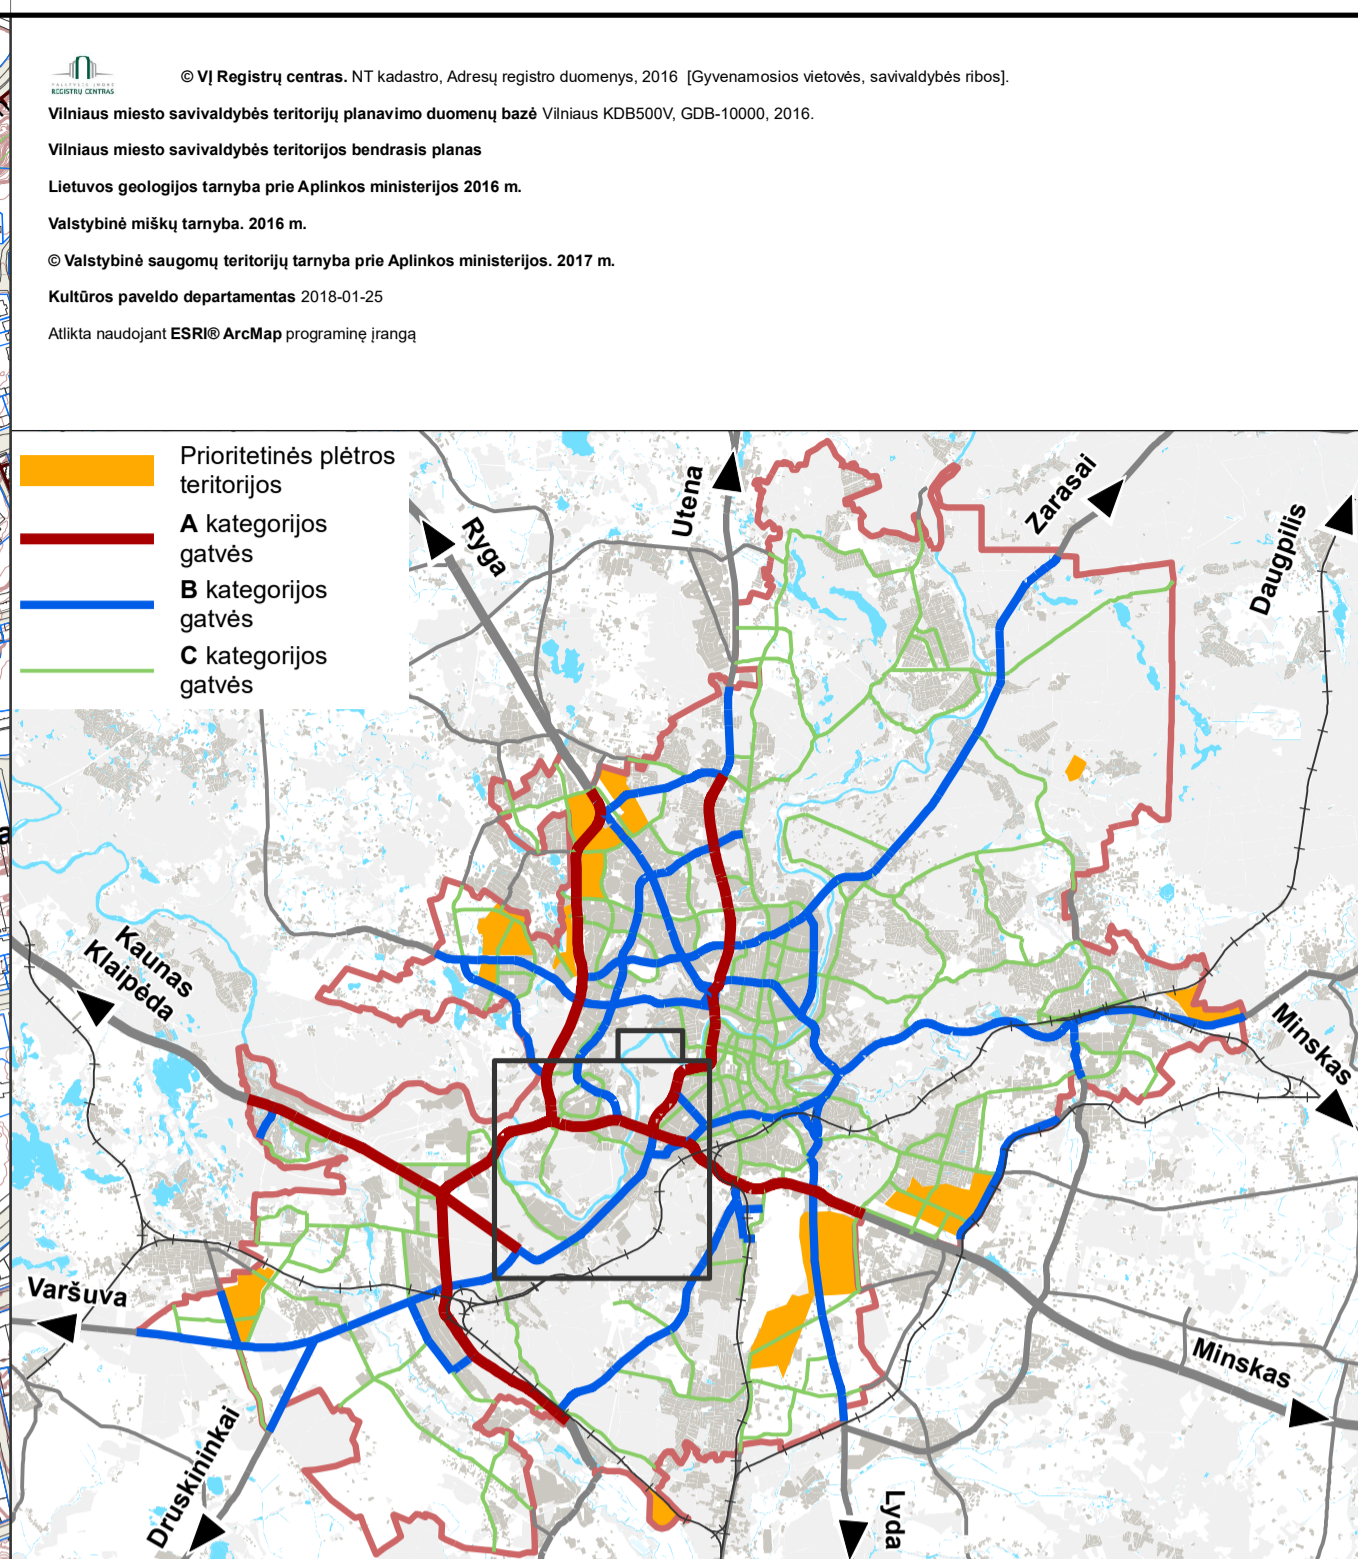 VALSTYBĖS ĮMONĖ
REGISTRŲ CENTRAS
© VĮ Registrų centras. NT kadastro, Adresų registro duomenys, 2016 [Gyvenamosios vietovės, savivaldybės ribos].
Vilniaus miesto savivaldybės teritorijų planavimo duomenų bazė Vilniaus KDB500V, GDB-10000, 2016.
Vilniaus miesto savivaldybės teritorijos bendrasis planas
Lietuvos geologijos tarnyba prie Aplinkos ministerijos 2016 m.
Valstybinė miškų tarnyba. 2016 m.
© Valstybinė saugomų teritorijų tarnyba prie Aplinkos ministerijos. 2017 m.
Kultūros paveldo departamentas 2018-01-25
Atlikta naudojant ESRI® ArcMap programinę įrangą
Prioritetinės plėtros
teritorijos
A kategorijos
gatvės
B kategorijos
gatvės
C kategorijos
gatvės
Ryga
Utena
Zarasai
Daugpilis
Kaunas
Klaipėda
Minskas
Varšuva
Minskas
Druskininkai
Lyda